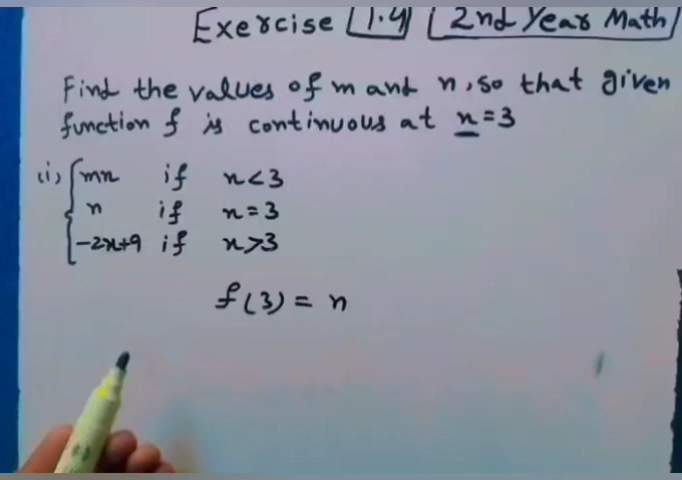 Exercise 1.4 2nd Year Math
Find the values of m and n, so that given
function f is continuous at x=3
(i) mx if x<3
n if x=3
-2x+9 if x>3
f(3) = n